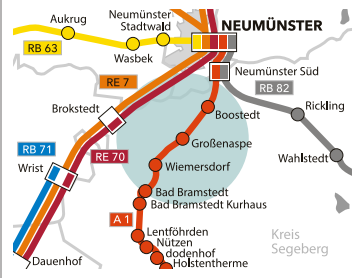 Aukrug
Neumünster
Stadtwald
NEUMÜNSTER
RB 63
Wasbek
Neumünster Süd
RE 7
RB 82
Brokstedt
Boostedt
Rickling
Großenaspe
RB 71
RE 70
Wahlstedt
Wrist
Wiemersdorf
Bad Bramstedt
Bad Bramstedt Kurhaus
A 1
Lentföhrden
Kreis
Segeberg
Nützen
dodenhof
Dauenhof
Holstentherme